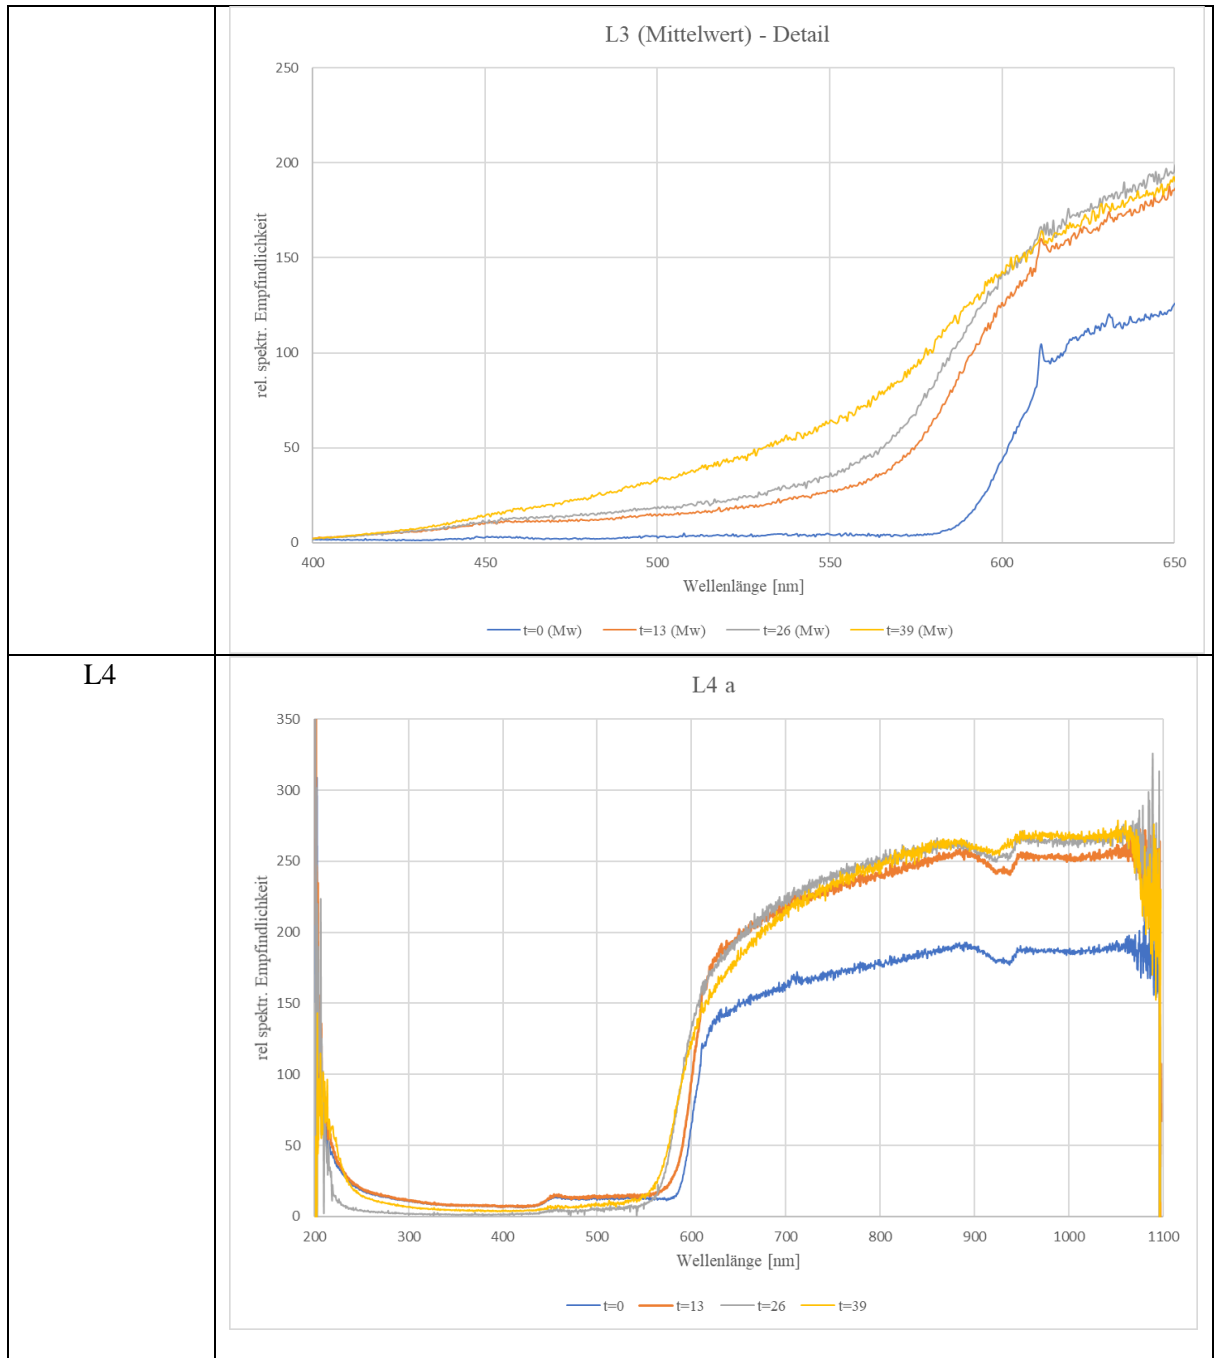 L3 (Mittelwert) - Detail
250
200
150
100
50
0
rel. spektr. Empfindlichkeit
400 450 500 550 600 650
Wellenlänge [nm]
t=0 (Mw) t=13 (Mw) t=26 (Mw) t=39 (Mw)
L4
L4 a
350
300
250
200
150
100
50
0
rel spektr. Empfindlichkeit
200 300 400 500 600 700 800 900 1000 1100
Wellenlänge [nm]
t=0 t=13 t=26 t=39